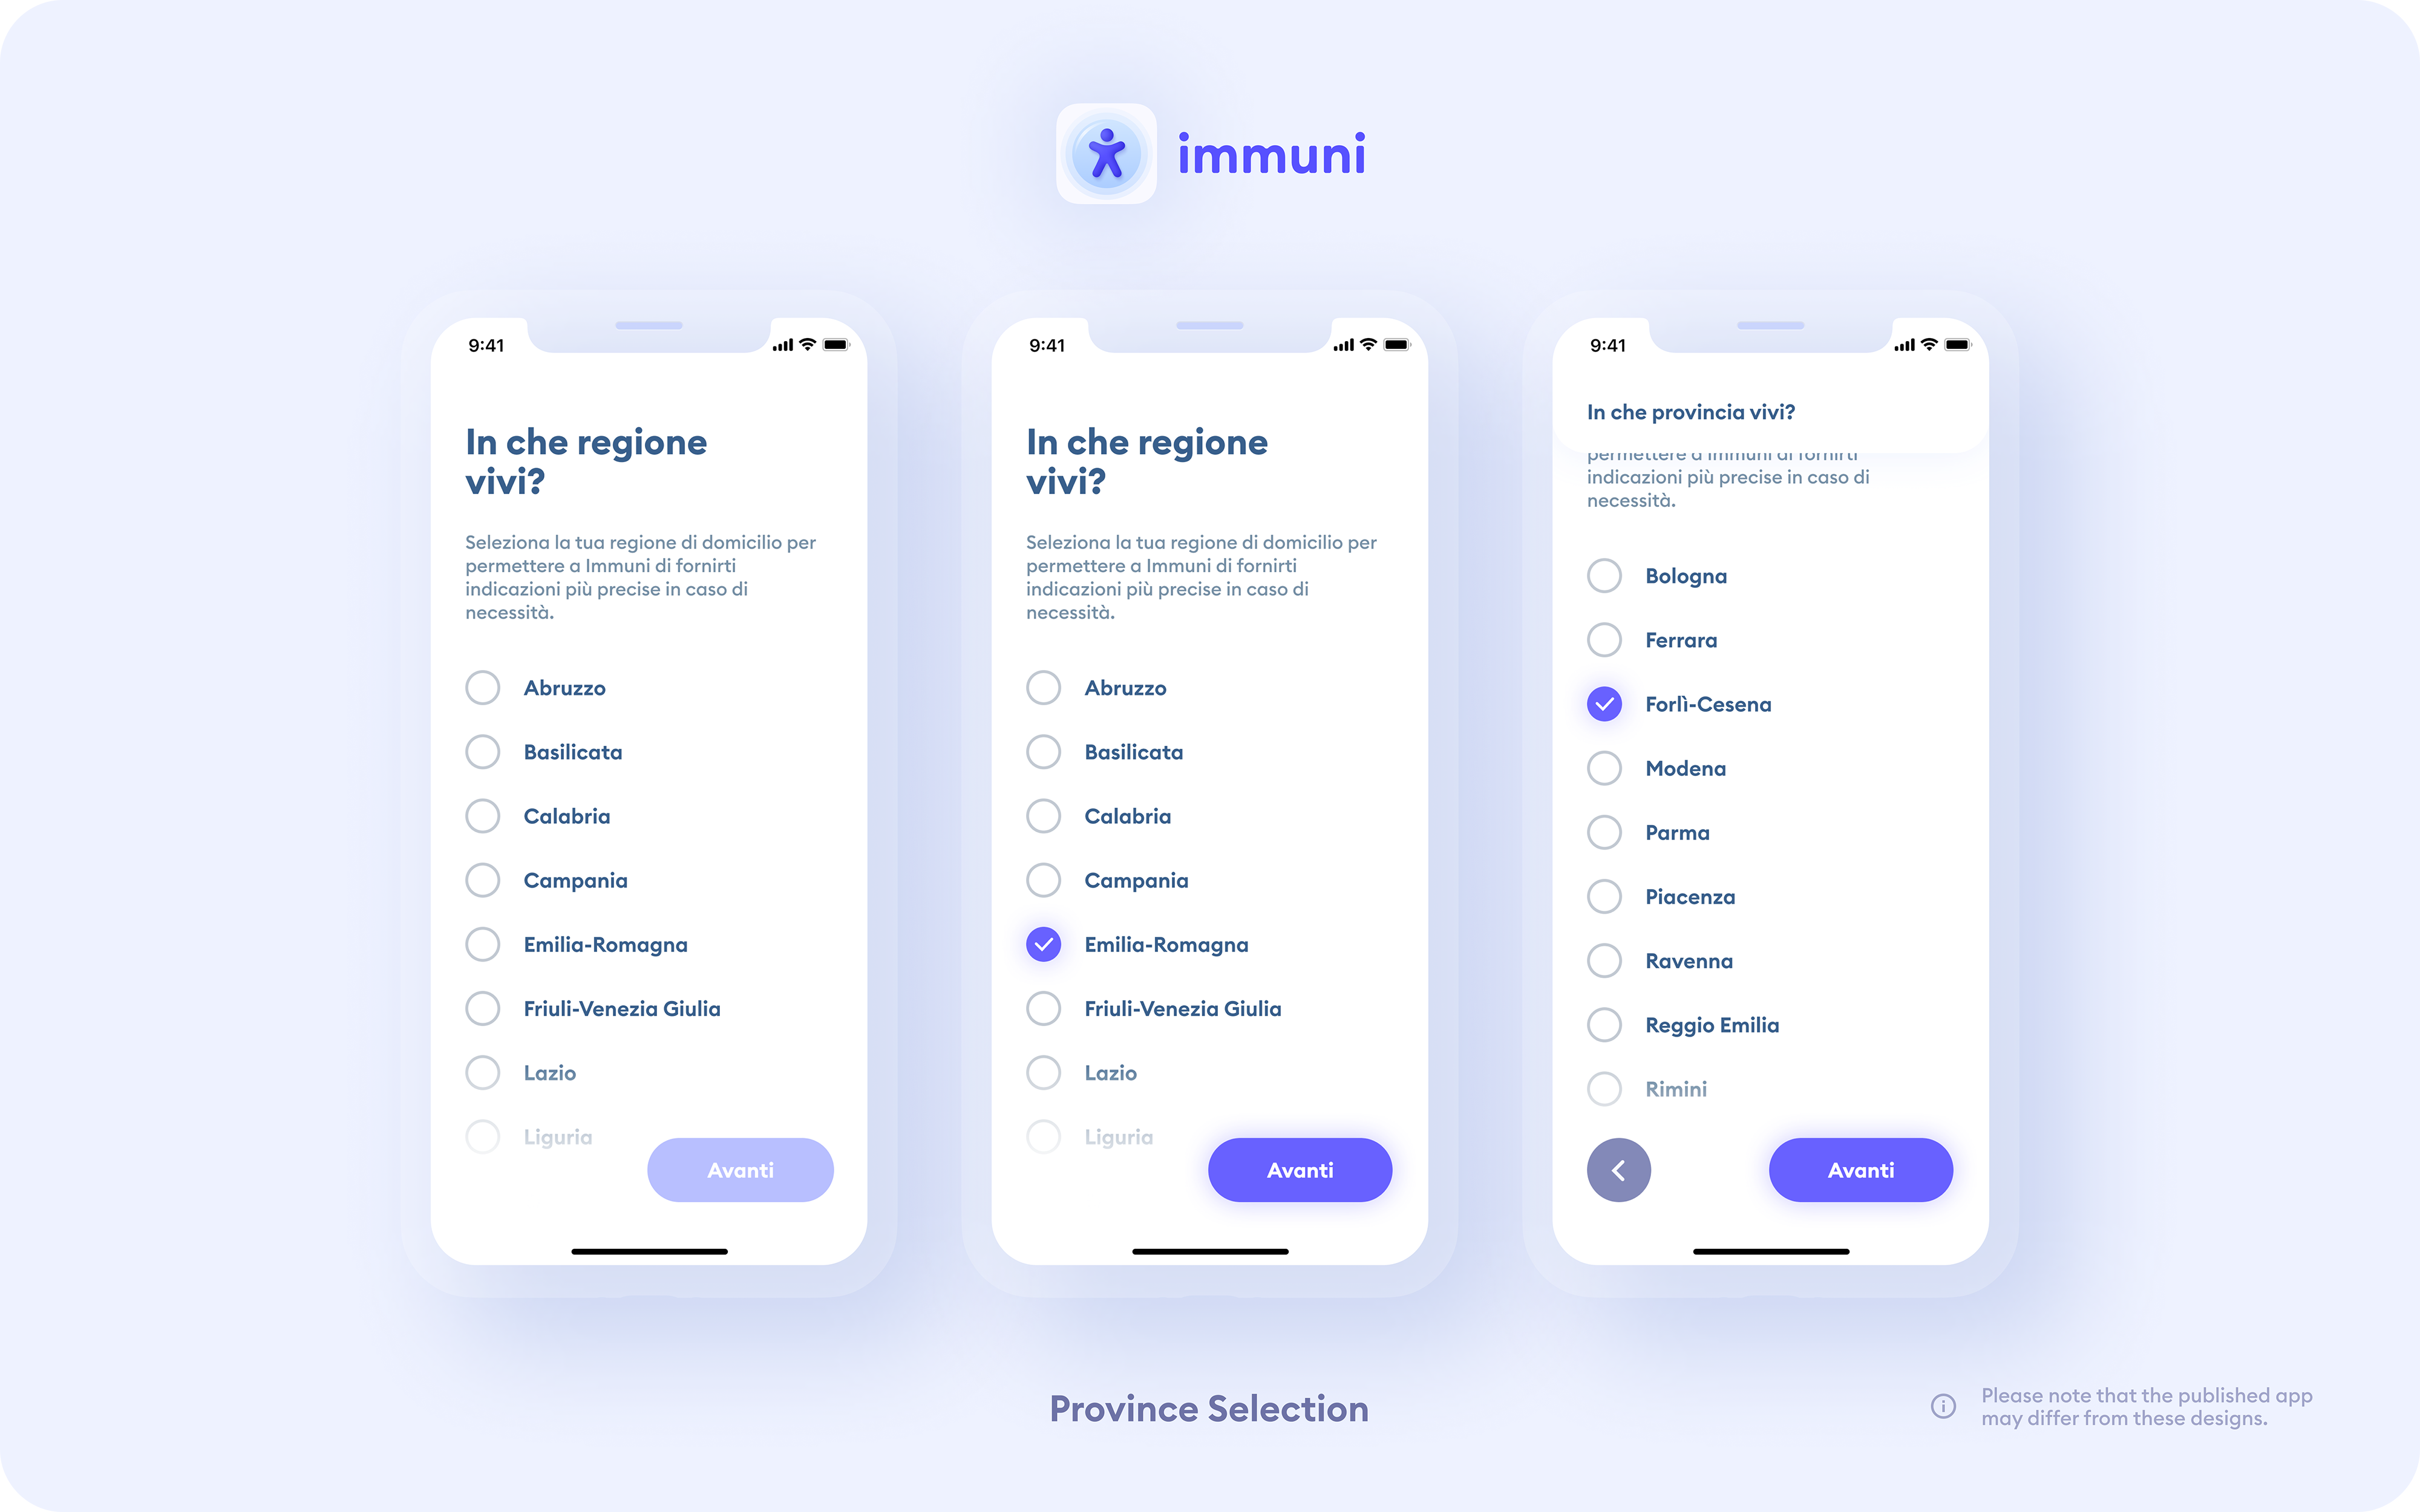 immuni
9:41
In che regione
vivi?
Seleziona la tua regione di domicilio per
permettere a Immuni di fornirti
indicazioni più precise in caso di
necessità.
Abruzzo
Basilicata
Calabria
Campania
Emilia-Romagna
Friuli-Venezia Giulia
Lazio
Liguria
Avanti
9:41
In che regione
vivi?
Seleziona la tua regione di domicilio per
permettere a Immuni di fornirti
indicazioni più precise in caso di
necessità.
Abruzzo
Basilicata
Calabria
Campania
Emilia-Romagna
Friuli-Venezia Giulia
Lazio
Liguria
Avanti
9:41
In che provincia vivi?
permettere a Immuni di fornirti
indicazioni più precise in caso di
necessità.
Bologna
Ferrara
Forlì-Cesena
Modena
Parma
Piacenza
Ravenna
Reggio Emilia
Rimini
Avanti
Province Selection
Please note that the published app
may differ from these designs.